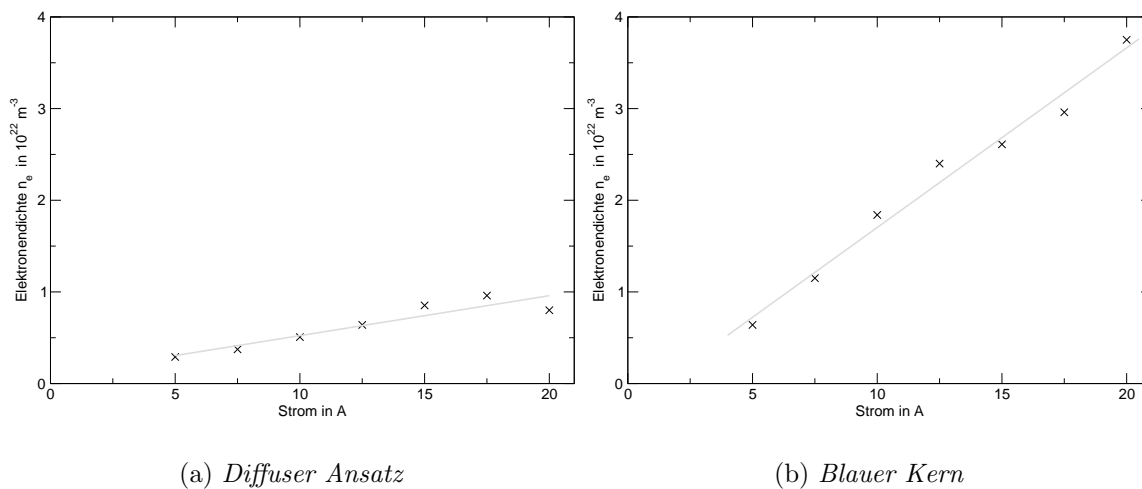 4
3
2
1
0
Elektronendichte n_e in 10^22 m^-3
0 5 10 15 20
Strom in A
(a) Diffuser Ansatz
4
3
2
1
0
Elektronendichte n_e in 10^22 m^-3
0 5 10 15 20
Strom in A
(b) Blauer Kern